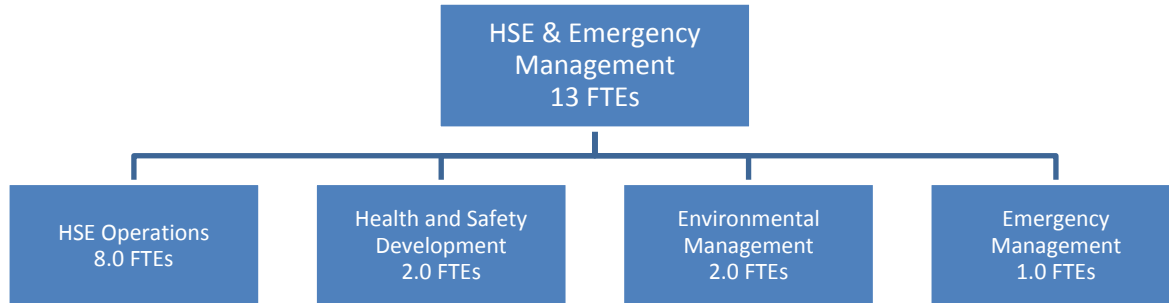 HSE & Emergency
Management
13 FTEs
HSE Operations
8.0 FTEs
Health and Safety
Development
2.0 FTEs
Environmental
Management
2.0 FTEs
Emergency
Management
1.0 FTEs